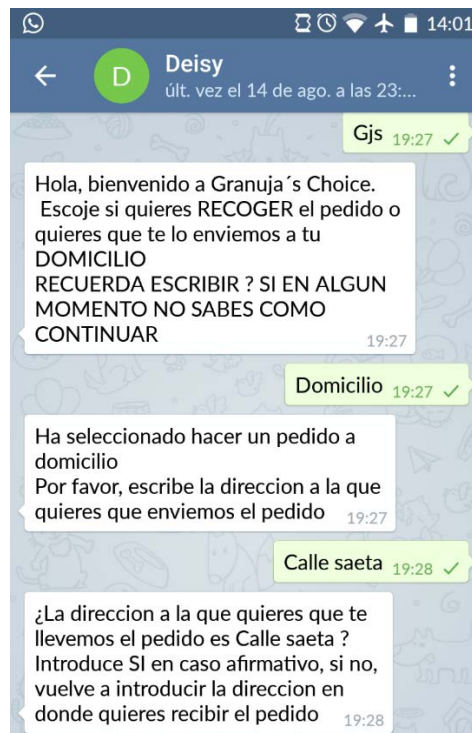 14:01
D
Deisy
últ. vez el 14 de ago. a las 23:...
Gjs 19:27
Hola, bienvenido a Granuja´s Choice.
Escoje si quieres RECOGER el pedido o
quieres que te lo enviemos a tu
DOMICILIO
RECUERDA ESCRIBIR ? SI EN ALGUN
MOMENTO NO SABES COMO
CONTINUAR
19:27
Domicilio 19:27
Ha seleccionado hacer un pedido a
domicilio
Por favor, escribe la direccion a la que
quieres que enviemos el pedido 19:27
Calle saeta 19:28
¿La direccion a la que quieres que te
llevemos el pedido es Calle saeta ?
Introduce SI en caso afirmativo, si no,
vuelve a introducir la direccion en
donde quieres recibir el pedido 19:28